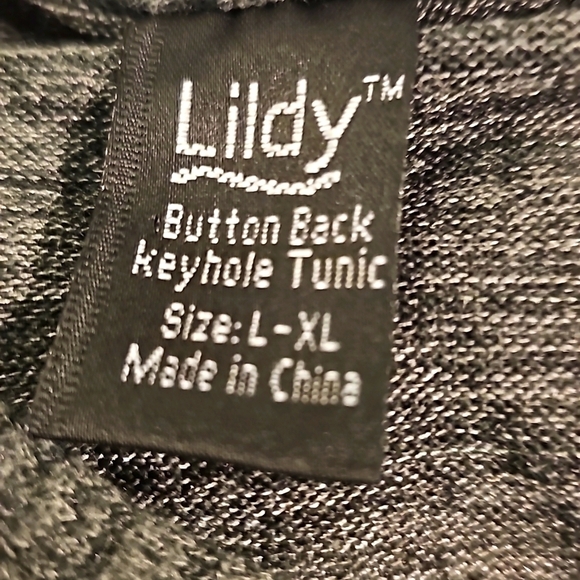 Lildy™
Button Back
Keyhole Tunic
Size: L-XL
Made in China